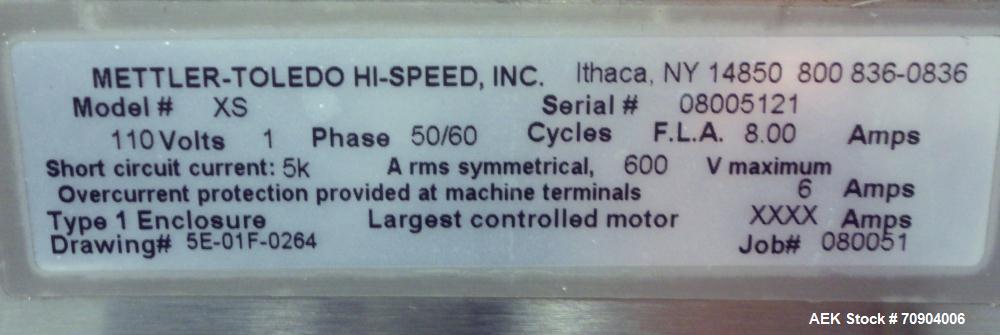 METTLER-TOLEDO HI-SPEED, INC. Ithaca, NY 14850 800 836-0836
Model # XS Serial # 08005121
110 Volts 1 Phase 50/60 Cycles F.L.A. 8.00 Amps
Short circuit current: 5k A rms symmetrical, 600 V maximum
Overcurrent protection provided at machine terminals 6 Amps
Type 1 Enclosure Largest controlled motor XXXX Amps
Drawing# 5E-01F-0264 Job# 080051
AEK Stock # 70904006